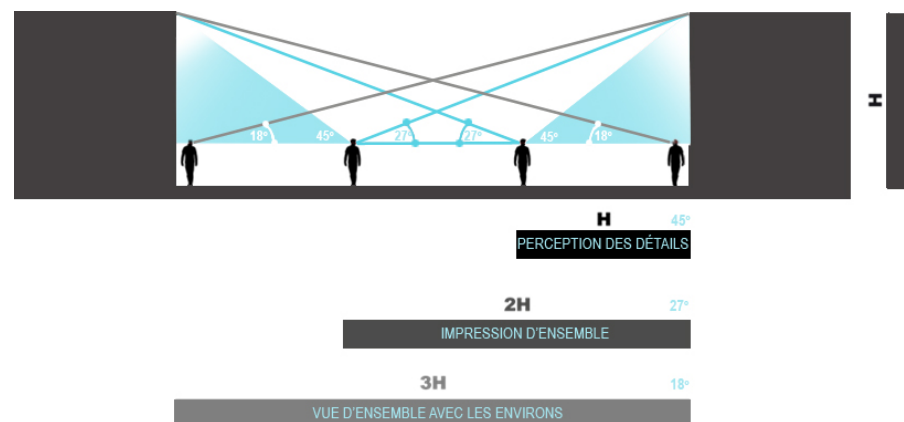 18°
45°
27°
27°
45°
18°
H
H
45°
PERCEPTION DES DÉTAILS
2H
27°
IMPRESSION D'ENSEMBLE
3H
18°
VUE D'ENSEMBLE AVEC LES ENVIRONS